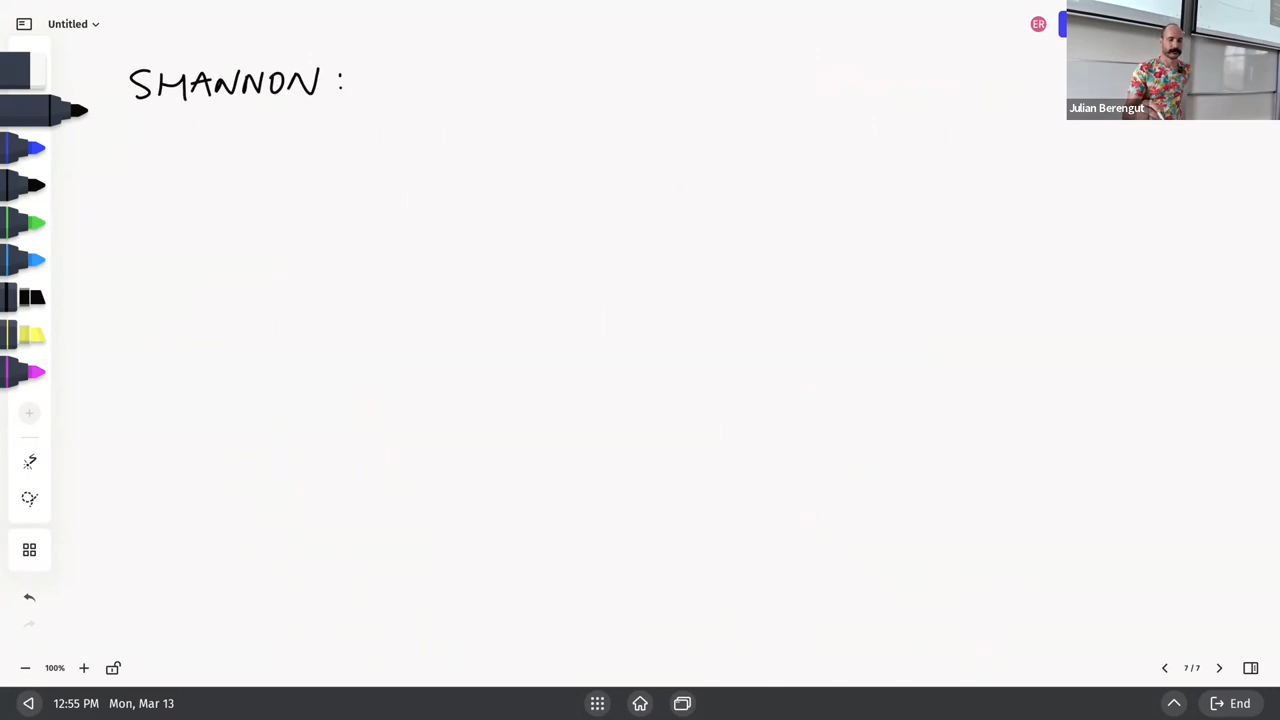 Untitled
ER
SHANNON :
Julian Berengut
100%
7 / 7
12:55 PM Mon, Mar 13
End